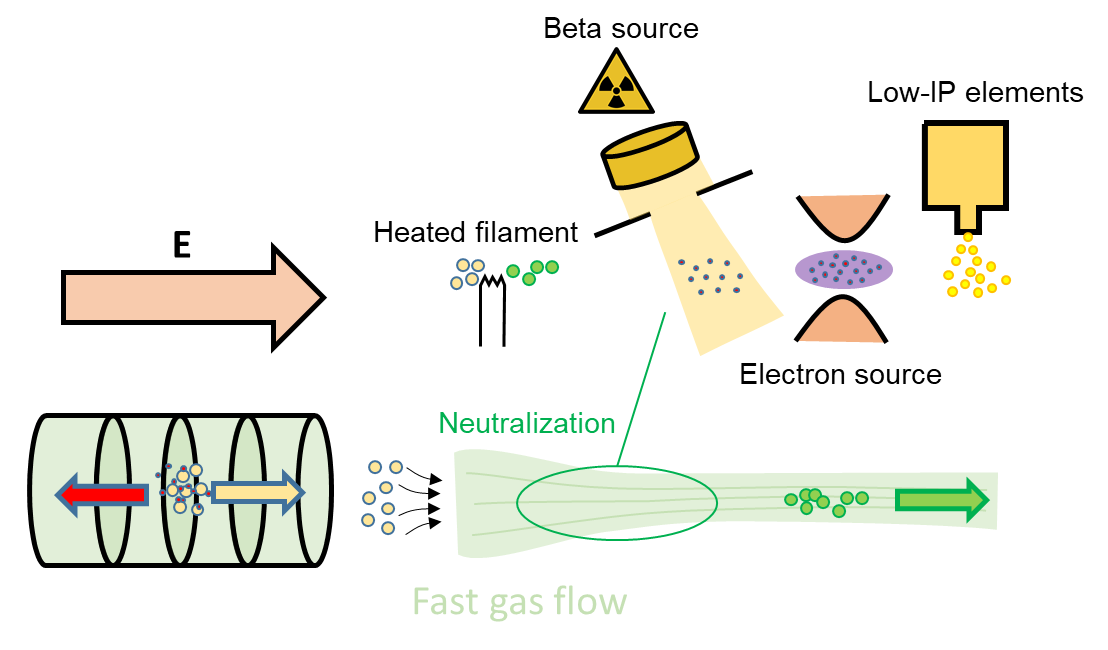 Beta source
Low-IP elements
Heated filament
E
Electron source
Neutralization
Fast gas flow